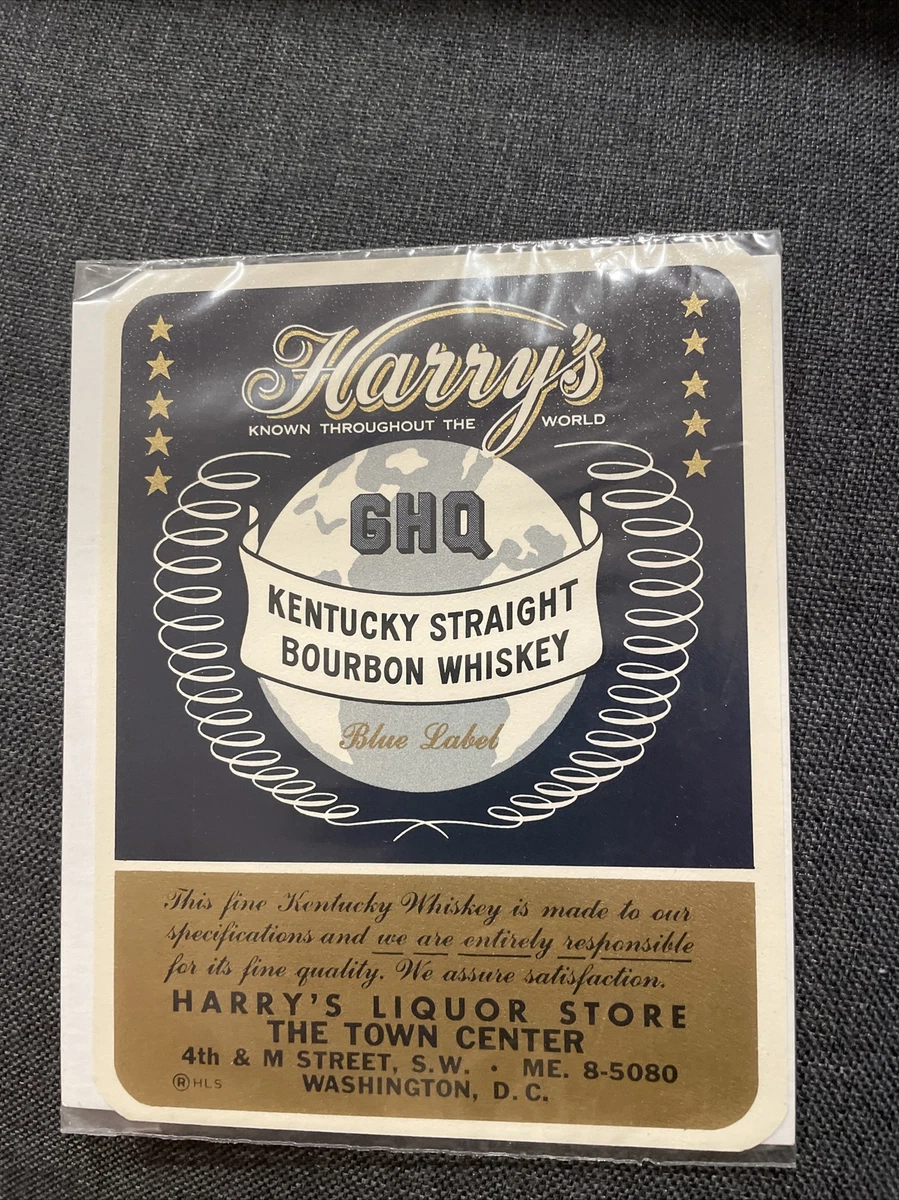 Harry's
KNOWN THROUGHOUT THE WORLD
GHQ
KENTUCKY STRAIGHT
BOURBON WHISKEY
Blue Label
This fine Kentucky Whiskey is made to our
specifications and we are entirely responsible
for its fine quality. We assure satisfaction.
HARRY'S LIQUOR STORE
THE TOWN CENTER
4th & M STREET, S.W. • ME. 8-5080
® HLS
WASHINGTON, D. C.